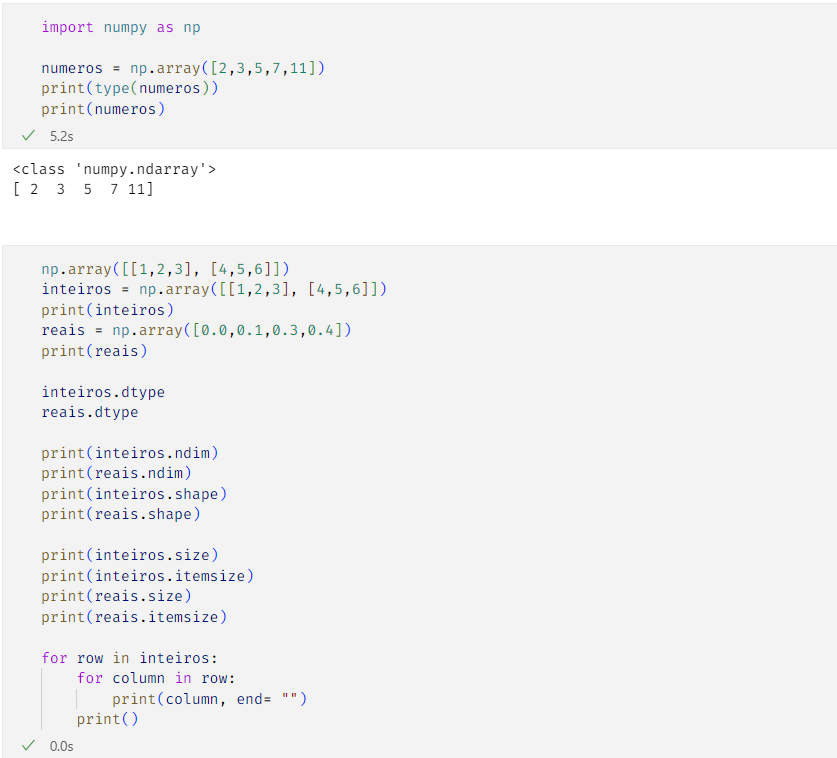 import numpy as np
numeros = np.array([2,3,5,7,11])
print(type(numeros))
print(numeros)
5.2s
<class 'numpy.ndarray'>
[ 2  3  5  7 11]
np.array([[1,2,3], [4,5,6]])
inteiros = np.array([[1,2,3], [4,5,6]])
print(inteiros)
reais = np.array([0.0,0.1,0.3,0.4])
print(reais)
inteiros.dtype
reais.dtype
print(inteiros.ndim)
print(reais.ndim)
print(inteiros.shape)
print(reais.shape)
print(inteiros.size)
print(inteiros.itemsize)
print(reais.size)
print(reais.itemsize)
for row in inteiros:
    for column in row:
        print(column, end= "")
    print()
0.0s